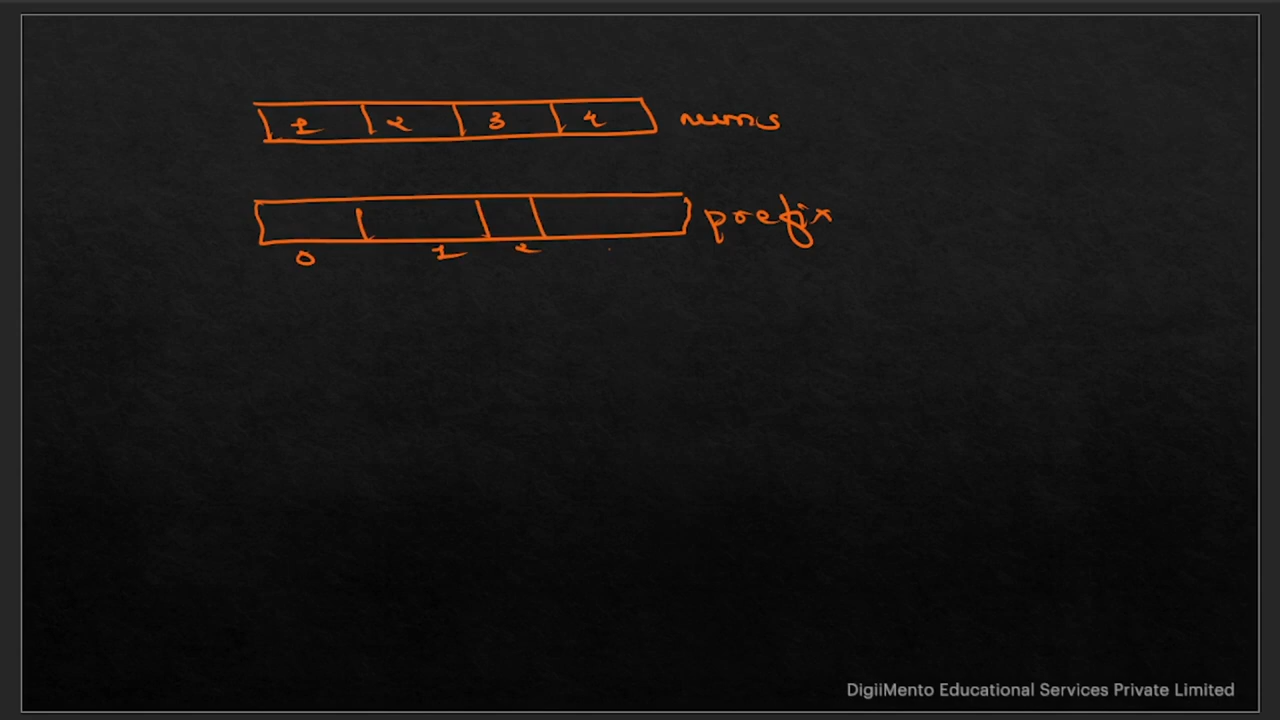 1 2 3 4 nums
prefix
0 1 2
DigiiMento Educational Services Private Limited